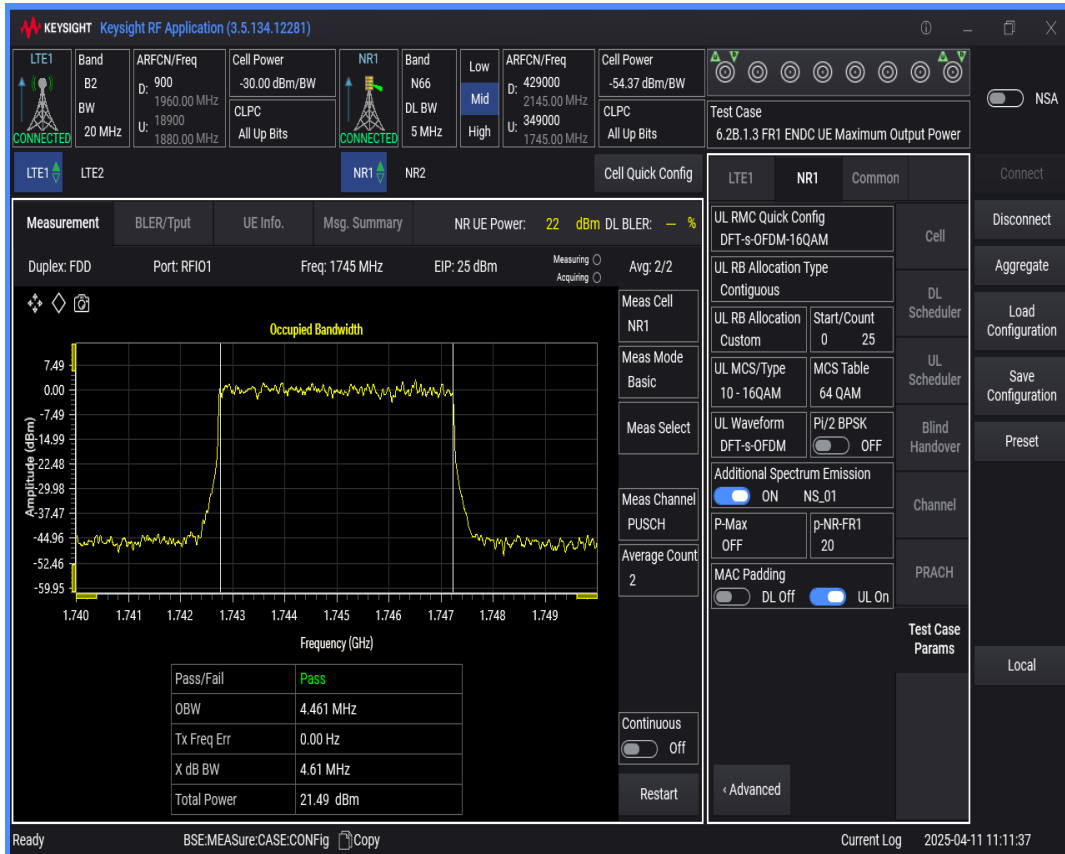 KEYSIGHT Keysight RF Application (3.5.134.12281)
LTE1
CONNECTED
Band
B2
BW
20 MHz
ARFCN/Freq
D: 900
1960.00 MHz
U: 18900
1880.00 MHz
Cell Power
-30.00 dBm/BW
CLPC
All Up Bits
NR1
CONNECTED
Band
N66
DL BW
5 MHz
Low
Mid
High
ARFCN/Freq
D: 429000
2145.00 MHz
U: 349000
1745.00 MHz
Cell Power
-54.37 dBm/BW
CLPC
All Up Bits
Test Case
6.2B.1.3 FR1 ENDC UE Maximum Output Power
NSA
LTE1 LTE2 NR1 NR2 Cell Quick Config
Measurement BLER/Tput UE Info. Msg. Summary NR UE Power: 22 dBm DL BLER: — %
Duplex: FDD Port: RFIO1 Freq: 1745 MHz EIP: 25 dBm Measuring Acquiring Avg: 2/2
Occupied Bandwidth
Amplitude (dBm)
7.49
0.00
-7.49
-14.99
-22.48
-29.98
-37.47
-44.96
-52.46
-59.95
1.740 1.741 1.742 1.743 1.744 1.745 1.746 1.747 1.748 1.749
Frequency (GHz)
Pass/Fail Pass
OBW 4.461 MHz
Tx Freq Err 0.00 Hz
X dB BW 4.61 MHz
Total Power 21.49 dBm
Meas Cell
NR1
Meas Mode
Basic
Meas Select
Meas Channel
PUSCH
Average Count
2
Continuous
Off
Restart
LTE1 NR1 Common
UL RMC Quick Config
DFT-s-OFDM-16QAM
UL RB Allocation Type
Contiguous
UL RB Allocation
Custom
Start/Count
0 25
UL MCS/Type
10 - 16QAM
MCS Table
64 QAM
UL Waveform
DFT-s-OFDM
Pi/2 BPSK
OFF
Additional Spectrum Emission
ON NS_01
P-Max
OFF
p-NR-FR1
20
MAC Padding
DL Off UL On
‹ Advanced
Cell
DL
Scheduler
UL
Scheduler
Blind
Handover
Channel
PRACH
Test Case
Params
Connect
Disconnect
Aggregate
Load
Configuration
Save
Configuration
Preset
Local
Ready BSE:MEASure:CASE:CONFig Copy Current Log 2025-04-11 11:11:37